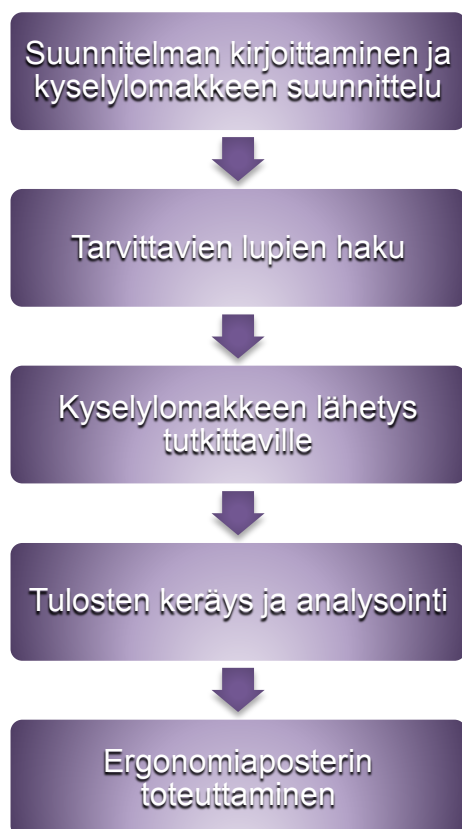 Suunnitelman kirjoittaminen ja
kyselylomakkeen suunnittelu
Tarvittavien lupien haku
Kyselylomakkeen lähetys
tutkittaville
Tulosten keräys ja analysointi
Ergonomiaposterin
toteuttaminen